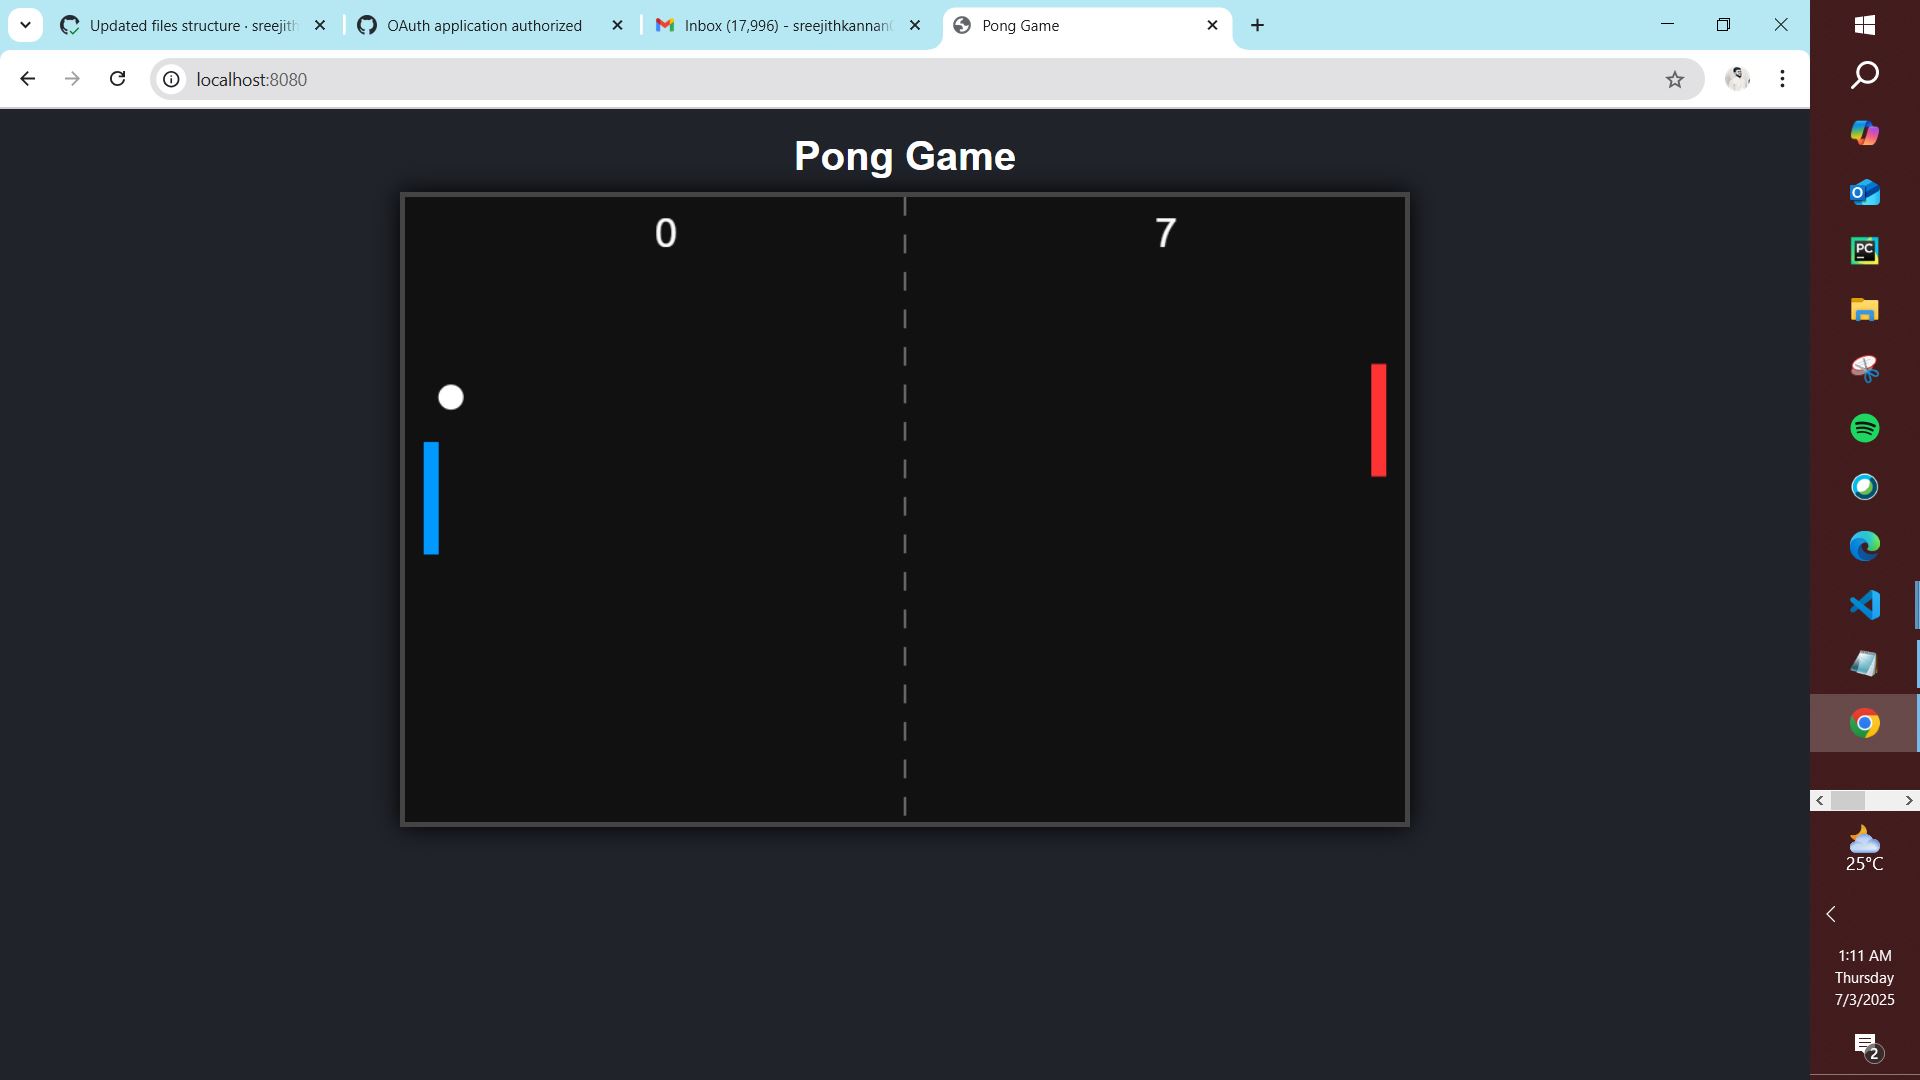 Updated files structure · sreejith
OAuth application authorized
Inbox (17,996) - sreejithkannan
Pong Game
localhost:8080
Pong Game
0
7
PC
25°C
1:11 AM
Thursday
7/3/2025
2